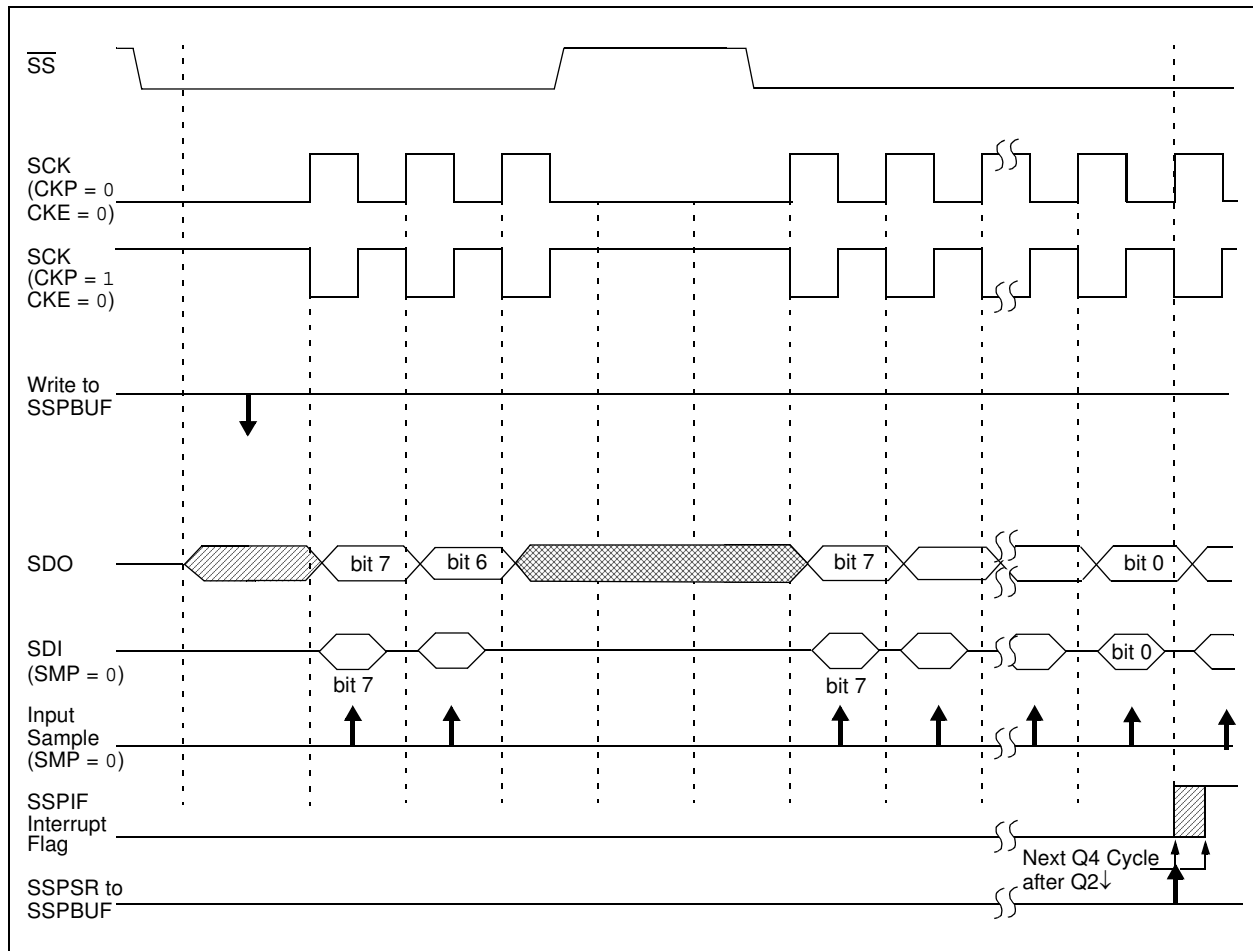 SS
SCK
(CKP = 0
CKE = 0)
SCK
(CKP = 1
CKE = 0)
Write to
SSPBUF
SDO
bit 7
bit 6
bit 7
bit 0
SDI
(SMP = 0)
bit 7
bit 7
bit 0
Input
Sample
(SMP = 0)
SSPIF
Interrupt
Flag
Next Q4 Cycle
after Q2↓
SSPSR to
SSPBUF